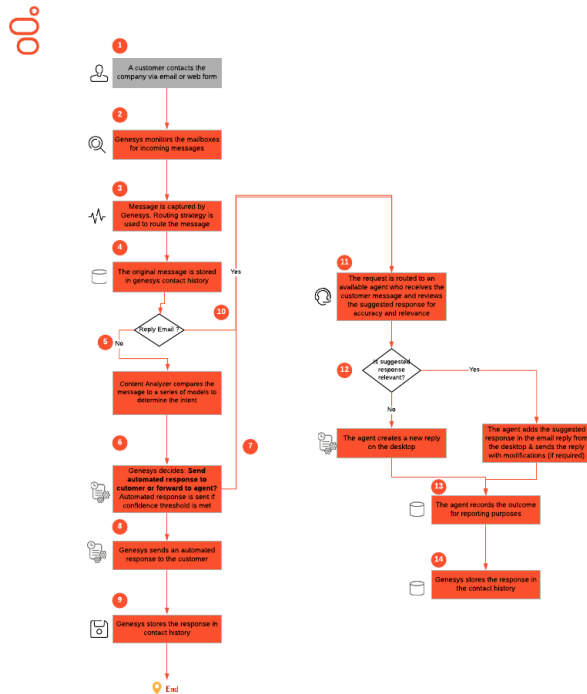 1
A customer contacts the
company via email or web form
2
Genesys monitors the mailboxes
for incoming messages
3
Message is captured by
Genesys. Routing strategy is
used to route the message
4
The original message is stored
in genesys contact history
Yes
10
Reply Email ?
5
No
Content Analyzer compares the
message to a series of models to
determine the intent
6
7
Genesys decides: Send
automated response to
cutomer or forward to agent?
Automated response is sent if
confidence threshold is met
8
Genesys sends an automated
response to the customer
9
Genesys stores the response in
contact history
End
11
The request is routed to an
available agent who receives the
customer message and reviews
the suggested response for
accuracy and relevance
12
Is suggested
response
relevant?
Yes
No
The agent creates a new reply
on the desktop
The agent adds the suggested
response in the email reply from
the desktop & sends the reply
with modifications (if required)
13
The agent records the outcome
for reporting purposes
14
Genesys stores the response in
the contact history